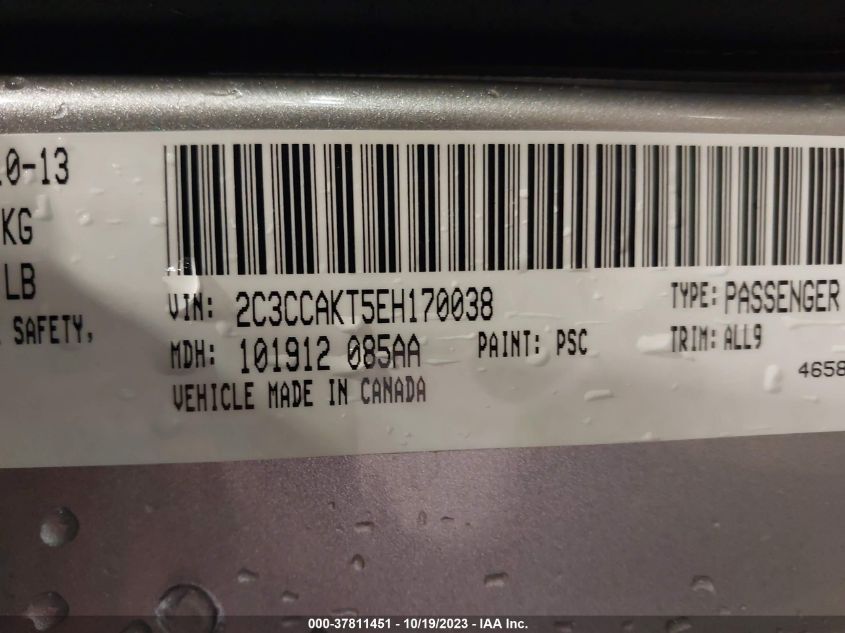 10-13
KG
LB
SAFETY,
VIN: 2C3CCAKT5EH170038
TYPE: PASSENGER
MDH: 101912 085AA
PAINT: PSC
TRIM: ALL9
VEHICLE MADE IN CANADA
4658
000-37811451 - 10/19/2023 - IAA Inc.